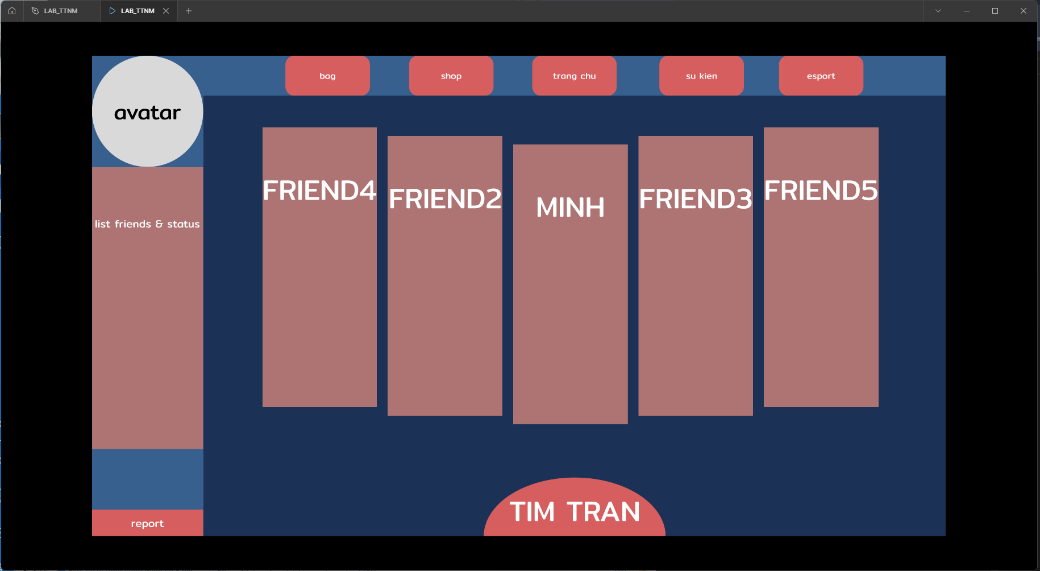 LAB_TTNM
LAB_TTNM
avatar
bag
shop
trang chu
su kien
esport
list friends & status
FRIEND4
FRIEND2
MINH
FRIEND3
FRIEND5
report
TIM TRAN